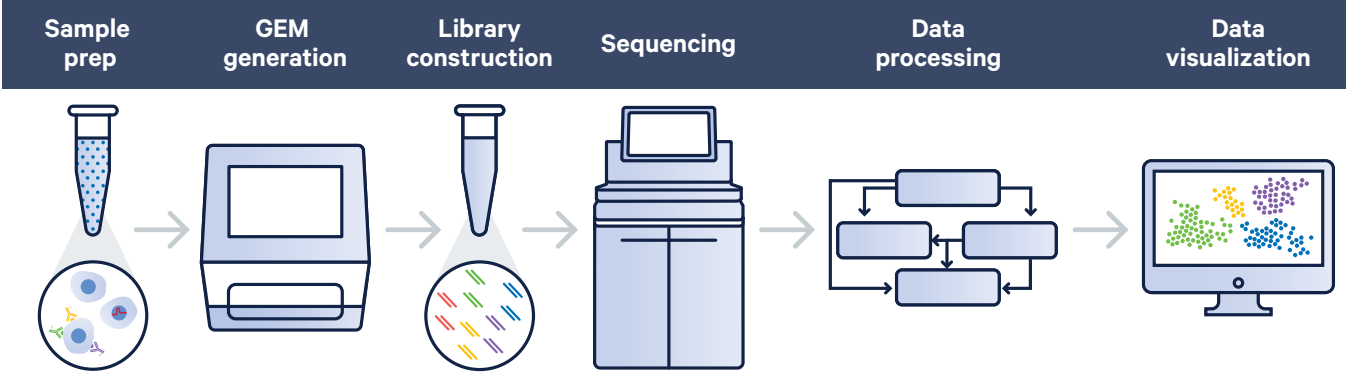 Sample
prep
GEM
generation
Library
construction
Sequencing
Data
processing
Data
visualization